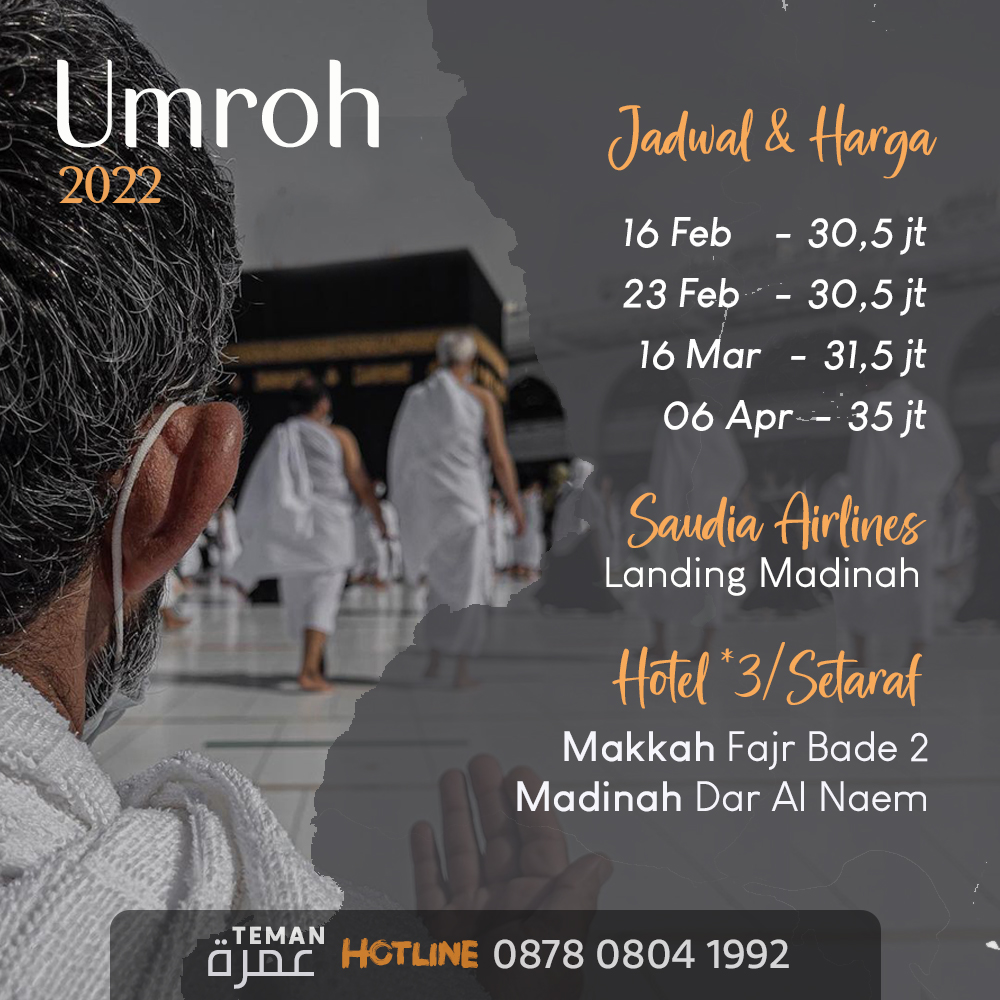 Umroh
2022
Jadwal & Harga
16 Feb - 30,5 jt
23 Feb - 30,5 jt
16 Mar - 31,5 jt
06 Apr - 35 jt
Saudia Airlines
Landing Madinah
Hotel *3/Setaraf
Makkah Fajr Bade 2
Madinah Dar Al Naem
TEMAN
عمرة
HOTLINE 0878 0804 1992